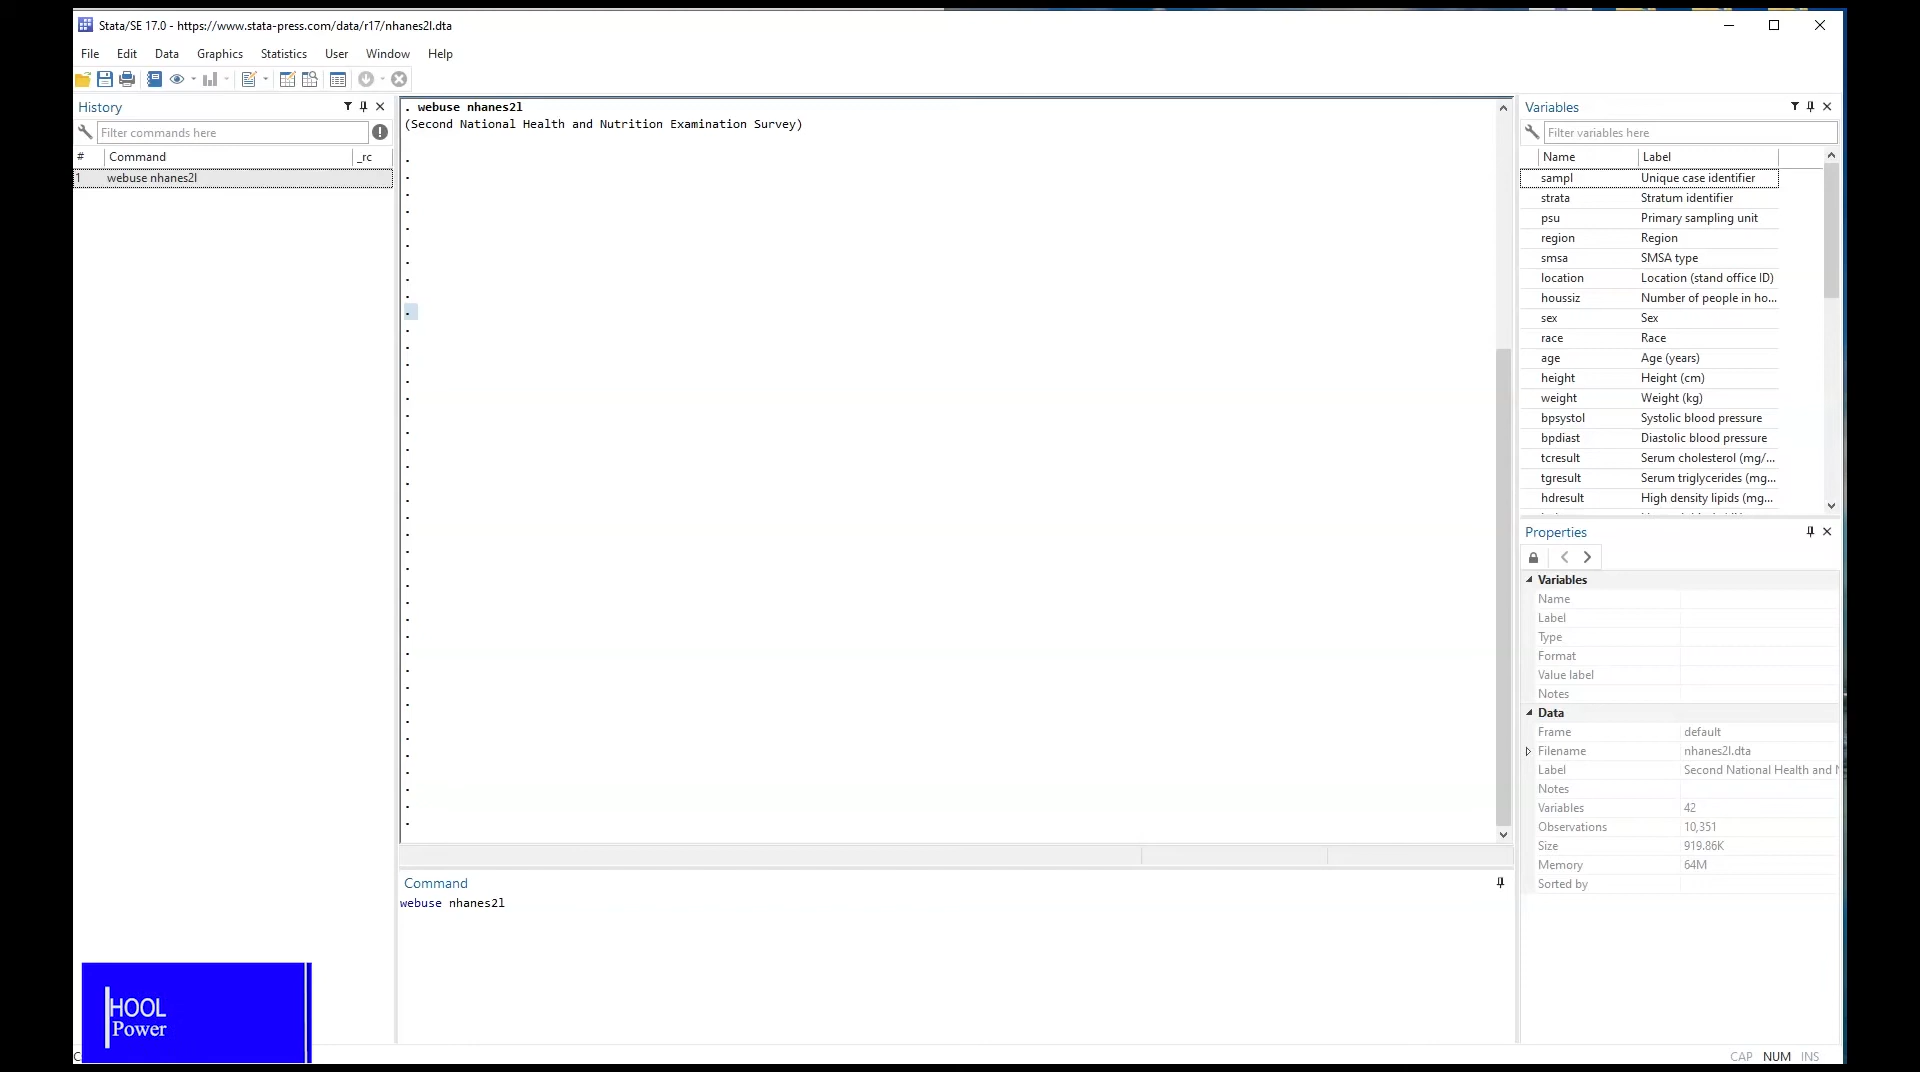 Stata/SE 17.0 - https://www.stata-press.com/data/r17/nhanes2l.dta
File Edit Data Graphics Statistics User Window Help
History
Filter commands here
# Command _rc
1 webuse nhanes2l
. webuse nhanes2l
(Second National Health and Nutrition Examination Survey)
Command
webuse nhanes2l
Variables
Filter variables here
Name Label
sampl Unique case identifier
strata Stratum identifier
psu Primary sampling unit
region Region
smsa SMSA type
location Location (stand office ID)
houssiz Number of people in ho...
sex Sex
race Race
age Age (years)
height Height (cm)
weight Weight (kg)
bpsystol Systolic blood pressure
bpdiast Diastolic blood pressure
tcresult Serum cholesterol (mg/...
tgresult Serum triglycerides (mg...
hdresult High density lipids (mg...
Properties
Variables
Name
Label
Type
Format
Value label
Notes
Data
Frame default
Filename nhanes2l.dta
Label Second National Health and
Notes
Variables 42
Observations 10,351
Size 919.86K
Memory 64M
Sorted by
HOOL
Power
CAP NUM INS